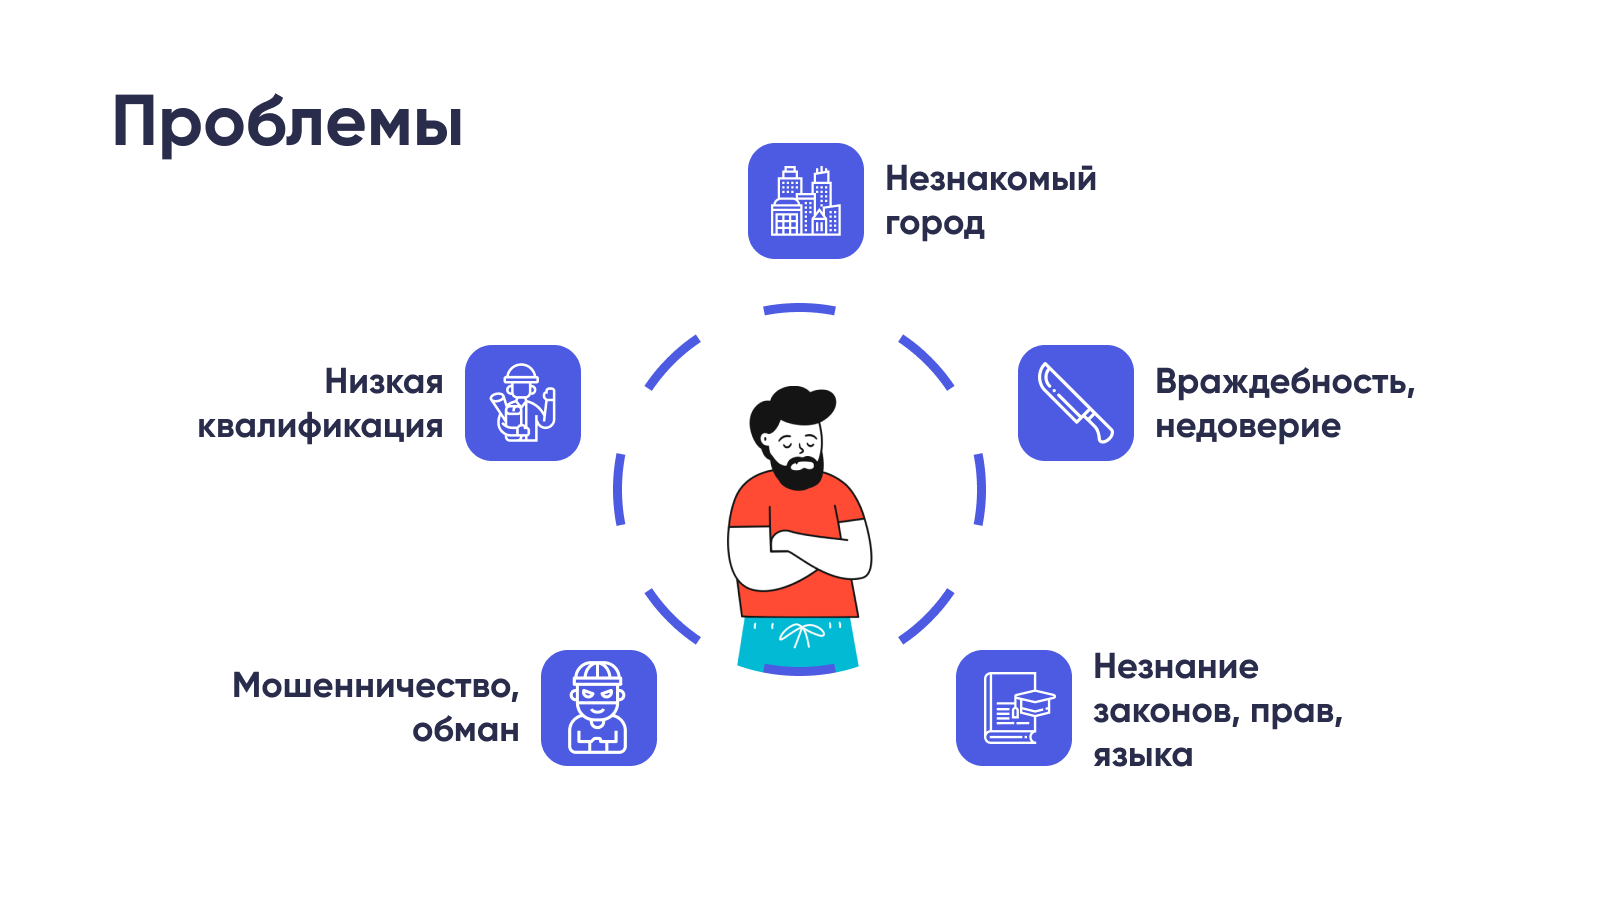 Проблемы
Незнакомый
город
Низкая
квалификация
Враждебность,
недоверие
Мошенничество,
обман
Незнание
законов, прав,
языка